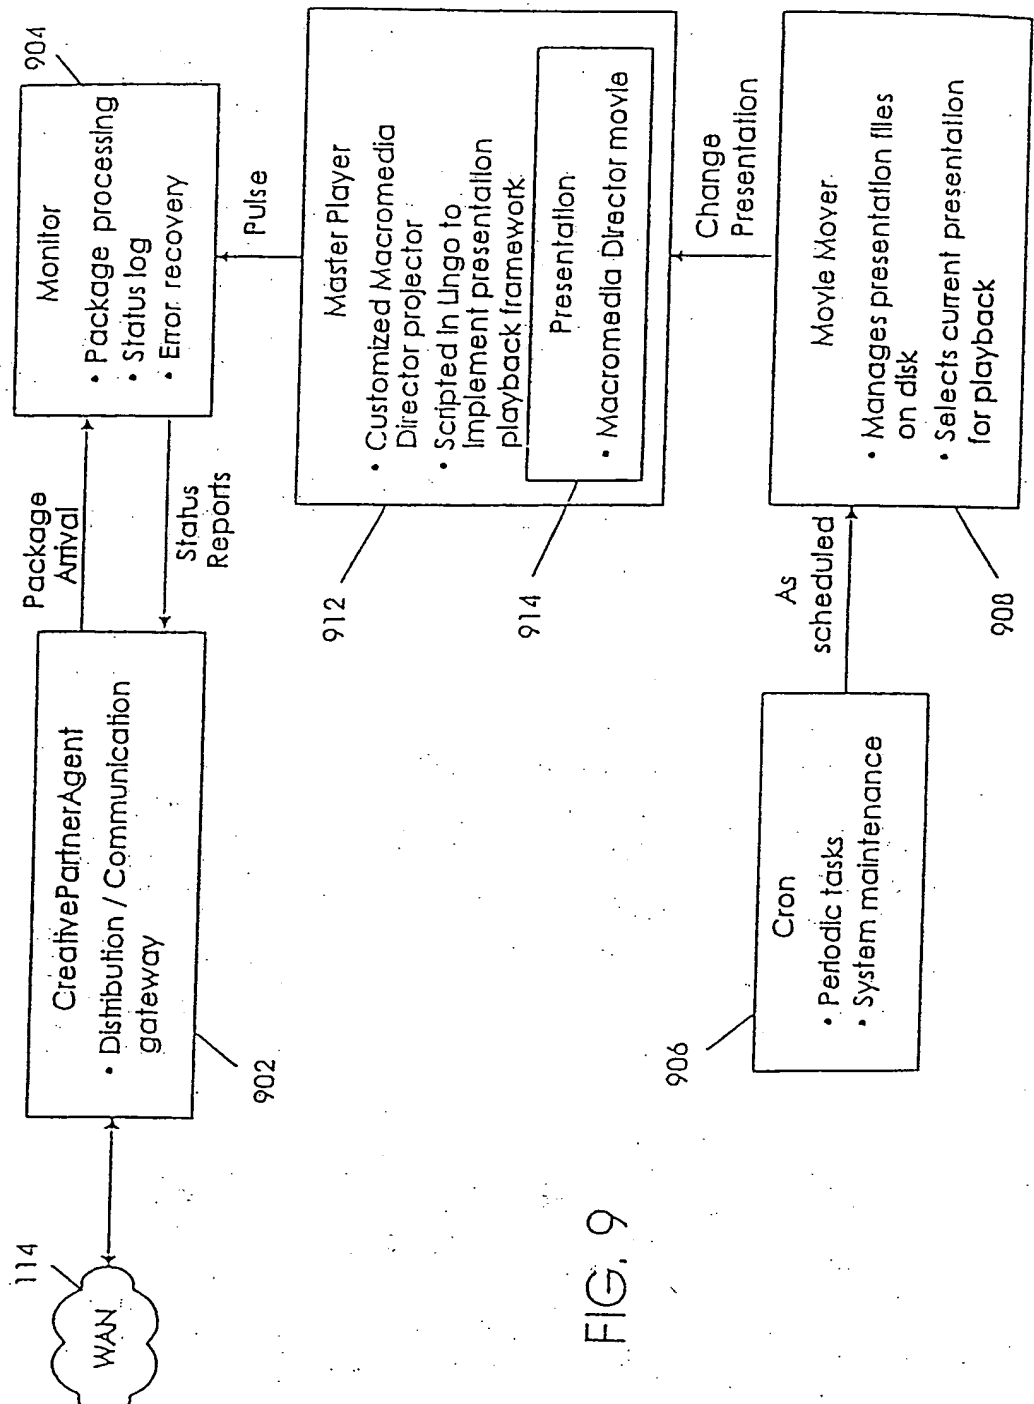 114
WAN
CreativePartnerAgent
• Distribution / Communication
gateway
902
Package
Arrival
Status
Reports
904
Monitor
• Package processing
• Status log
• Error recovery
Pulse
912
Master Player
• Customized Macromedia
Director projector
• Scripted in Lingo to
Implement presentation
playback framework
914
Presentation
• Macromedia Director movie
Change
Presentation
906
Cron
• Periodic tasks
• System maintenance
As
scheduled
908
Movie Mover
• Manages presentation files
on disk
• Selects current presentation
for playback
FIG. 9